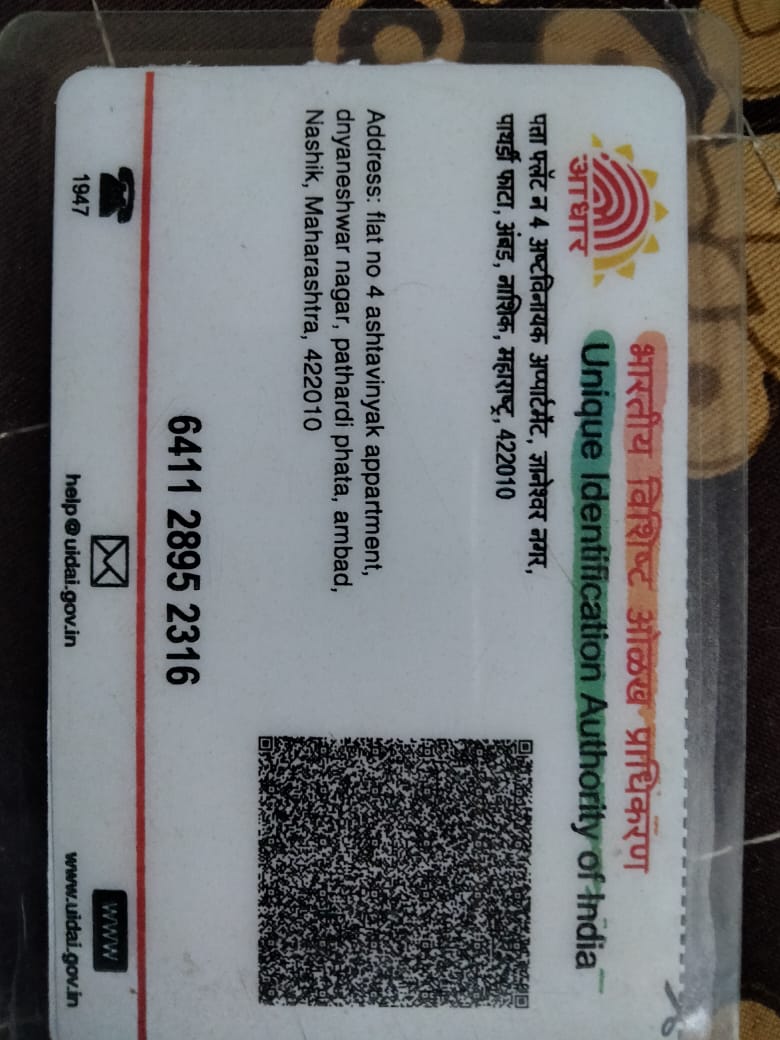 भारतीय विशिष्ट ओळख प्राधिकरण
Unique Identification Authority of India
आधार
पत्ता फ्लॅट न 4 अष्टविनायक अप्पार्टमेंट, ज्ञानेश्वर नगर,
पाथर्डी फाटा, अंबड, नाशिक, महाराष्ट्र, 422010
Address: flat no 4 ashtavinyak appartment,
dnyaneshwar nagar, pathardi phata, ambad,
Nashik, Maharashtra, 422010
6411 2895 2316
1947
help@uidai.gov.in
www
www.uidai.gov.in